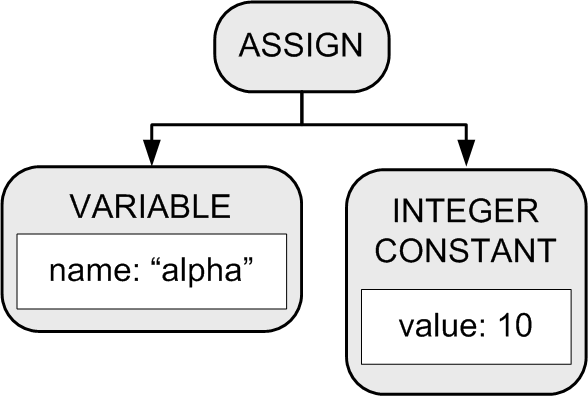 ASSIGN
VARIABLE
name: “alpha”
INTEGER
CONSTANT
value: 10